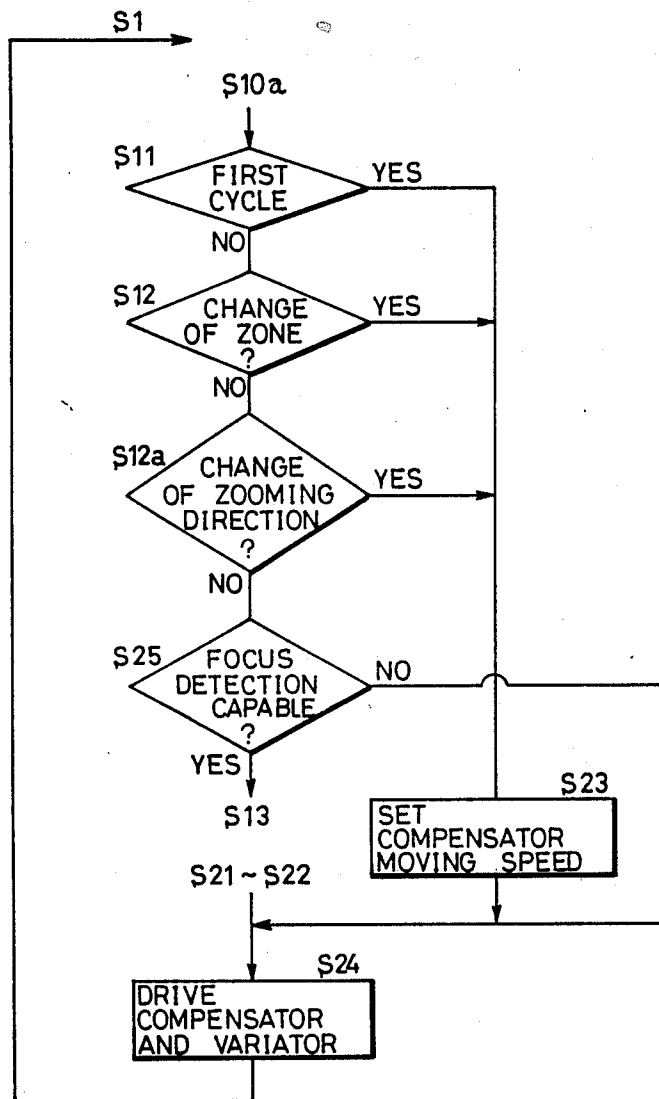 S1
S10a
S11
FIRST
CYCLE
YES
NO
S12
CHANGE
OF ZONE
?
YES
NO
S12a
CHANGE
OF ZOOMING
DIRECTION
?
YES
NO
S25
FOCUS
DETECTION
CAPABLE
?
NO
YES
S13
S23
SET
COMPENSATOR
MOVING SPEED
S21~S22
S24
DRIVE
COMPENSATOR
AND VARIATOR